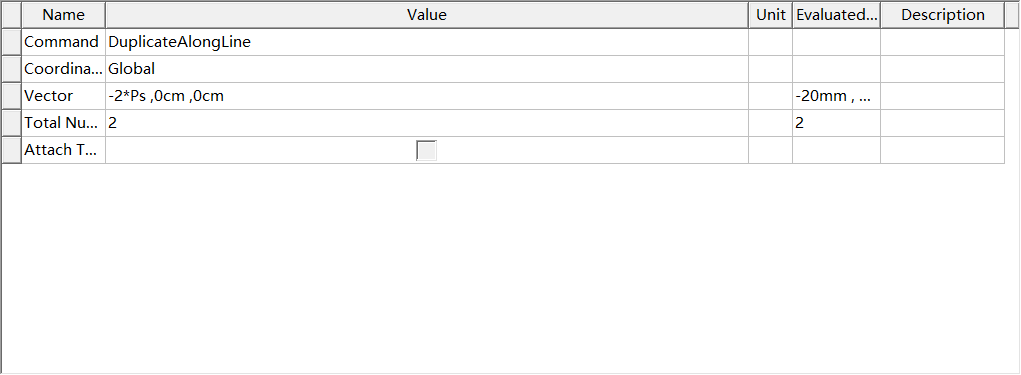 Name Value Unit Evaluated... Description
Command DuplicateAlongLine
Coordina... Global
Vector -2*Ps ,0cm ,0cm -20mm , ...
Total Nu... 2 2
Attach T...